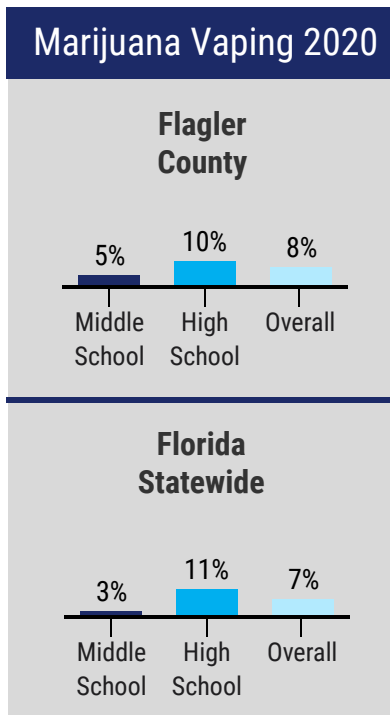 Marijuana Vaping 2020
Flagler
County
5%
10%
8%
Middle
School
High
School
Overall
Florida
Statewide
3%
11%
7%
Middle
School
High
School
Overall